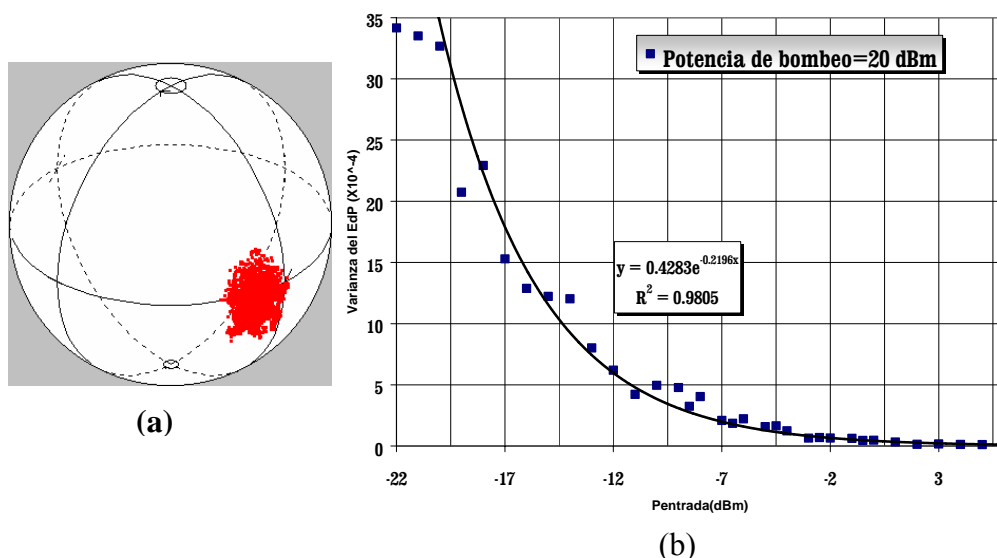 35
30
25
20
15
10
5
0
Varianza del EdP (X10^-4)
Potencia de bombeo=20 dBm
y = 0.4283e^-0.2196x
R^2 = 0.9805
-22 -17 -12 -7 -2 3
Pentrada(dBm)
(a)
(b)